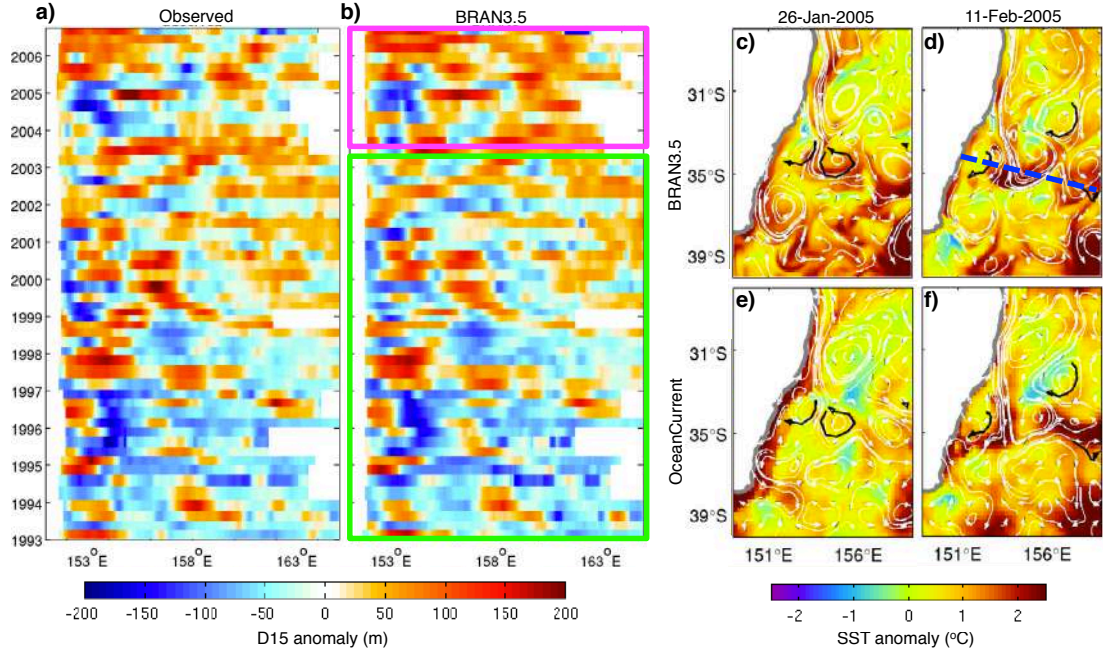 a)
Observed
b)
BRAN3.5
26-Jan-2005
11-Feb-2005
2006
2005
2004
2003
2002
2001
2000
1999
1998
1997
1996
1995
1994
1993
153°E
158°E
163°E
153°E
158°E
163°E
-200
-150
-100
-50
0
50
100
150
200
D15 anomaly (m)
c)
d)
BRAN3.5
31°S
35°S
39°S
e)
f)
OceanCurrent
31°S
35°S
39°S
151°E
156°E
151°E
156°E
-2
-1
0
1
2
SST anomaly (°C)